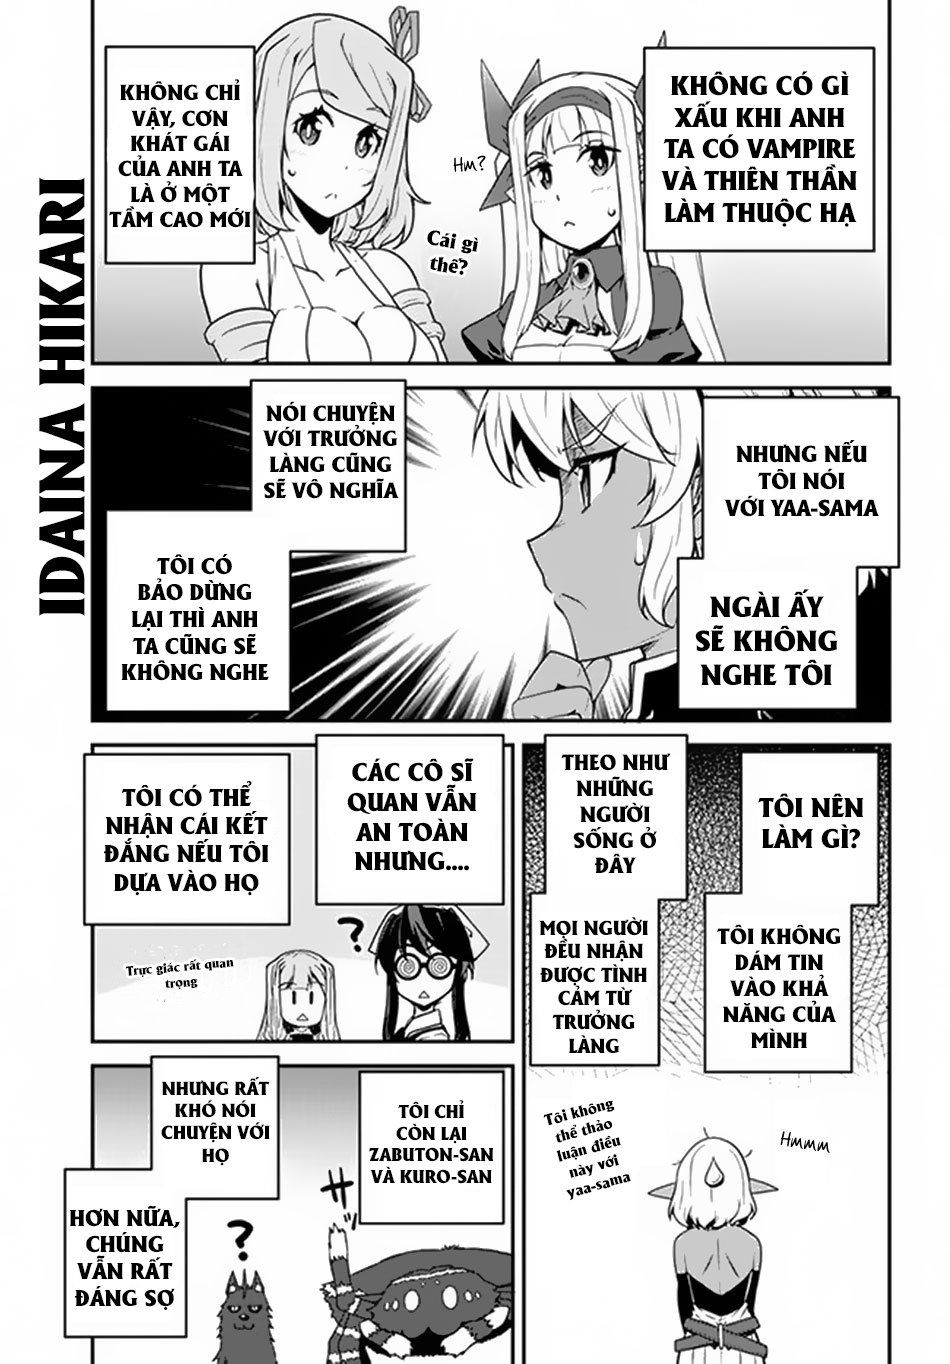 KHÔNG CÓ GÌ
XẤU KHI ANH
TA CÓ VAMPIRE
VÀ THIÊN THẦN
LÀM THUỘC HẠ
Hm?
Cái gì
thế?
KHÔNG CHỈ
VẬY, CƠN
KHÁT GÁI
CỦA ANH TA
LÀ Ở MỘT
TẦM CAO MỚI
IDAINA HIKARI
NHƯNG NẾU
TÔI NÓI
VỚI YAA-SAMA
NGÀI ẤY
SẼ KHÔNG
NGHE TÔI
NÓI CHUYỆN
VỚI TRƯỞNG
LÀNG CŨNG
SẼ VÔ NGHĨA
TÔI CÓ
BẢO DỪNG
LẠI THÌ ANH
TA CŨNG SẼ
KHÔNG NGHE
TÔI NÊN
LÀM GÌ?
TÔI KHÔNG
DÁM TIN
VÀO KHẢ
NĂNG CỦA
MÌNH
THEO NHƯ
NHỮNG
NGƯỜI
SỐNG Ở
ĐÂY
MỌI NGƯỜI
ĐỀU NHẬN
ĐƯỢC TÌNH
CẢM TỪ
TRƯỞNG
LÀNG
Hmmm
Tôi không
thể thảo
luận điều
này với
yaa-sama
CÁC CÔ SĨ
QUAN VẪN
AN TOÀN
NHƯNG....
TÔI CÓ THỂ
NHẬN CÁI KẾT
ĐẮNG NẾU TÔI
DỰA VÀO HỌ
?
Trực giác rất quan
trọng
TÔI CHỈ
CÒN LẠI
ZABUTON-SAN
VÀ KURO-SAN
NHƯNG RẤT
KHÓ NÓI
CHUYỆN VỚI
HỌ
?
HƠN NỮA,
CHÚNG
VẪN RẤT
ĐÁNG SỢ